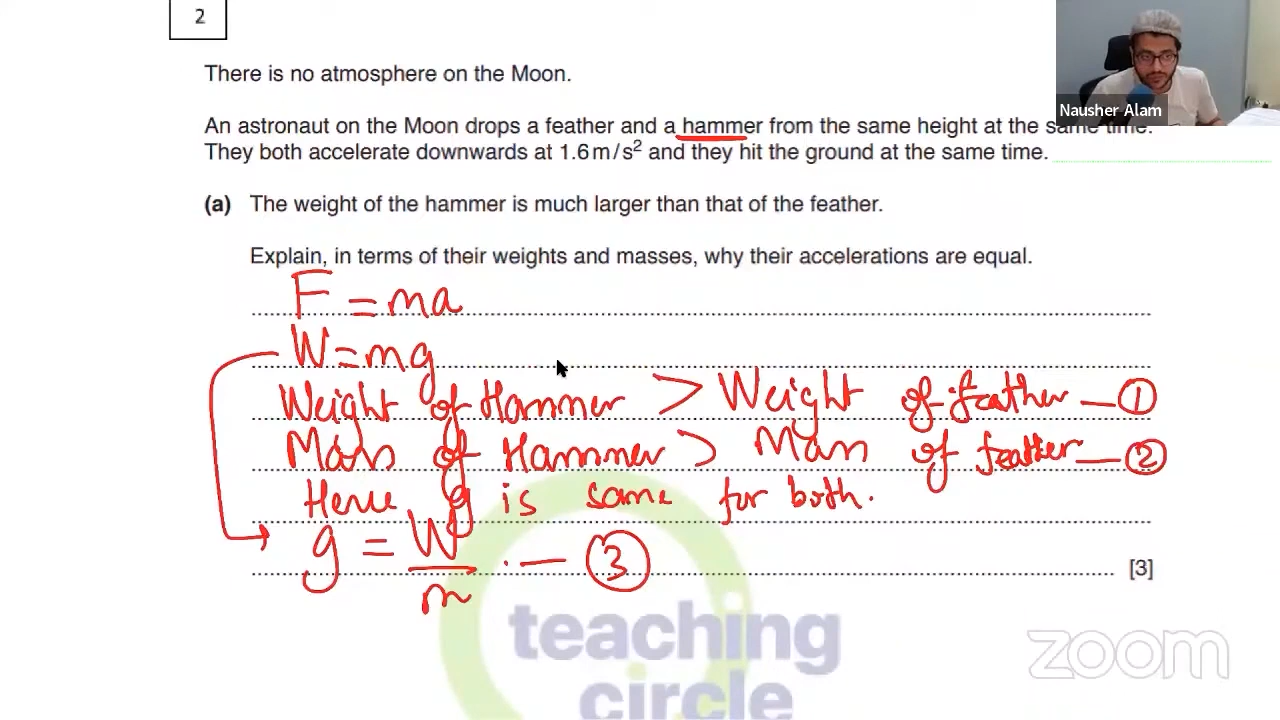 2
There is no atmosphere on the Moon.
Nausher Alam
An astronaut on the Moon drops a feather and a hammer from the same height at the same time.
They both accelerate downwards at 1.6 m/s² and they hit the ground at the same time.
(a) The weight of the hammer is much larger than that of the feather.
Explain, in terms of their weights and masses, why their accelerations are equal.
F = ma
W = mg
Weight of Hammer > Weight of feather — ①
Mass of Hammer > Mass of feather — ②
Hence g is same for both.
g = W/m . — ③
[3]
teaching
circle
zoom